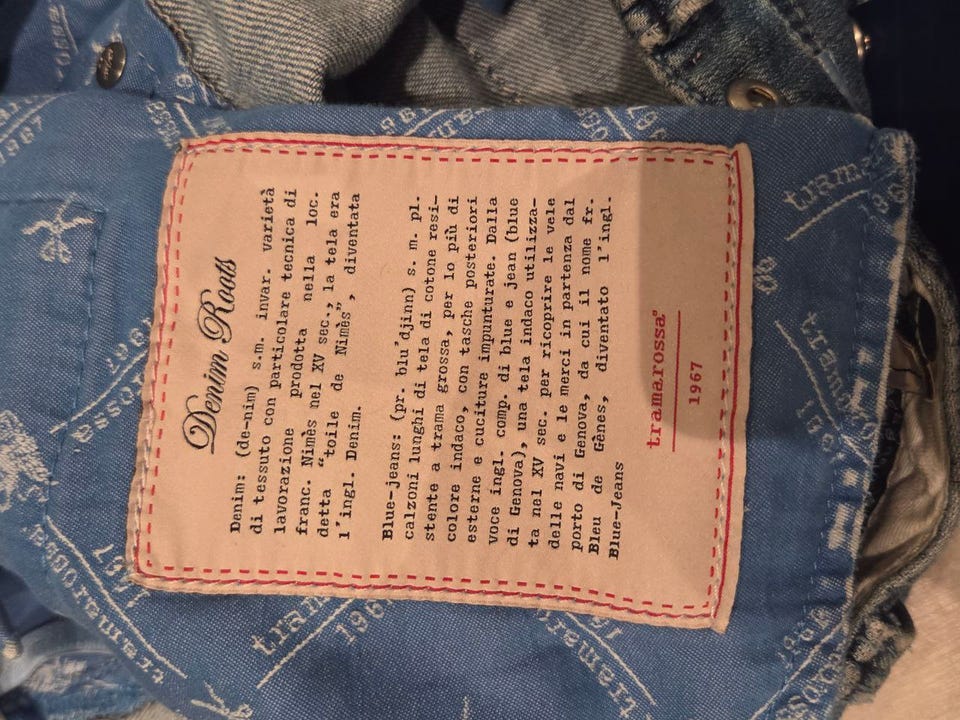 Denim Roots
Denim: (de-nim) s.m. invar. varietà
di tessuto con particolare tecnica di
lavorazione prodotta nella loc.
franc. Nimès nel XV sec., la tela era
detta “toile de Nimès”, diventata
l'ingl. Denim.
Blue-jeans: (pr. blu'djinn) s. m. pl.
calzoni lunghi di tela di cotone resi-
stente a trama grossa, per lo più di
colore indaco, con tasche posteriori
esterne e cuciture impunturate. Dalla
voce ingl. comp. di blue e jean (blue
di Genova), una tela indaco utilizza-
ta nel XV sec. per ricoprire le vele
delle navi e le merci in partenza dal
porto di Genova, da cui il nome fr.
Bleu de Gênes, diventato l'ingl.
Blue-Jeans
tramarossa
1967